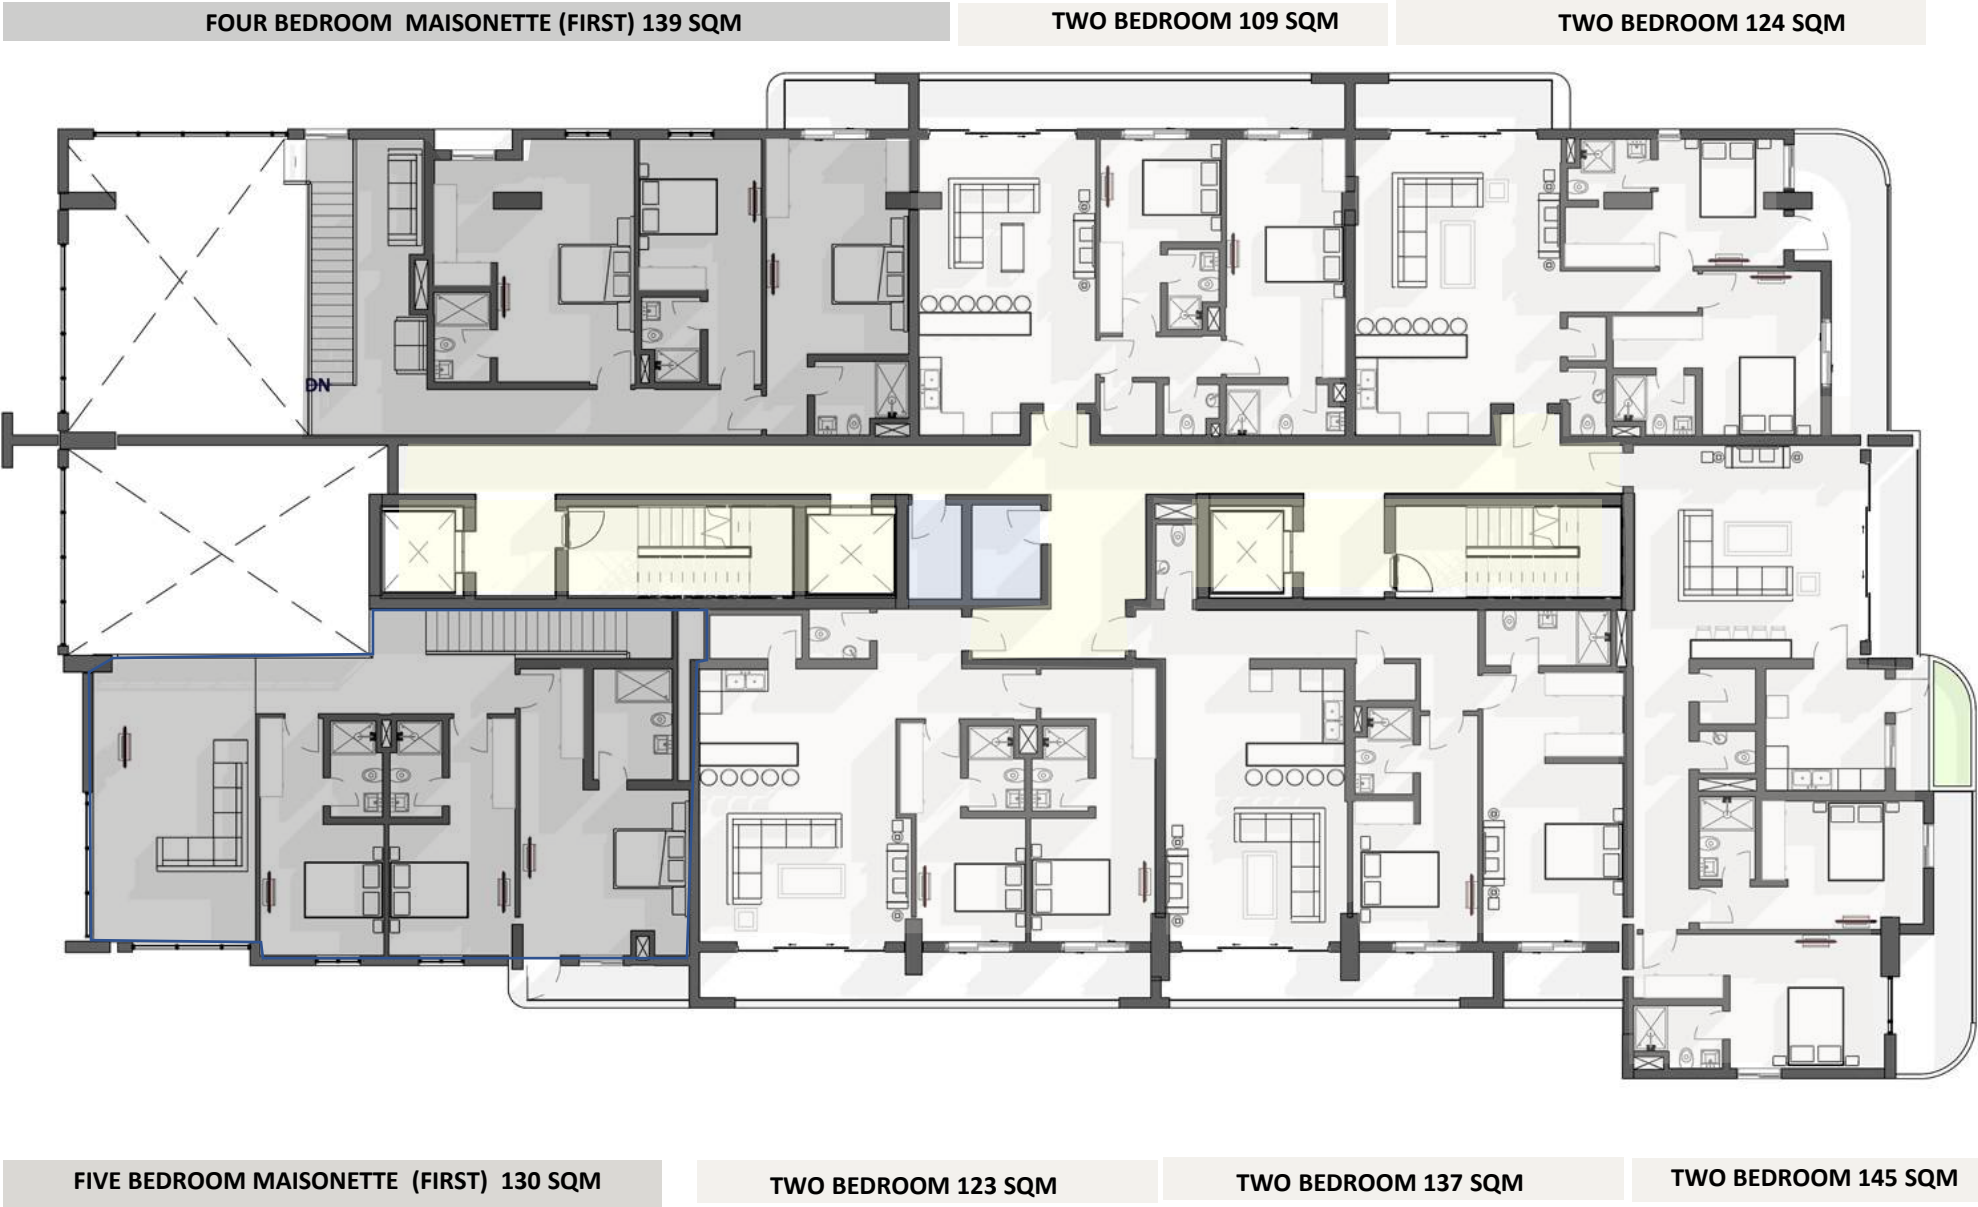 FOUR BEDROOM  MAISONETTE (FIRST) 139 SQM
TWO BEDROOM 109 SQM
TWO BEDROOM 124 SQM
DN
FIVE BEDROOM MAISONETTE  (FIRST)  130 SQM
TWO BEDROOM 123 SQM
TWO BEDROOM 137 SQM
TWO BEDROOM 145 SQM